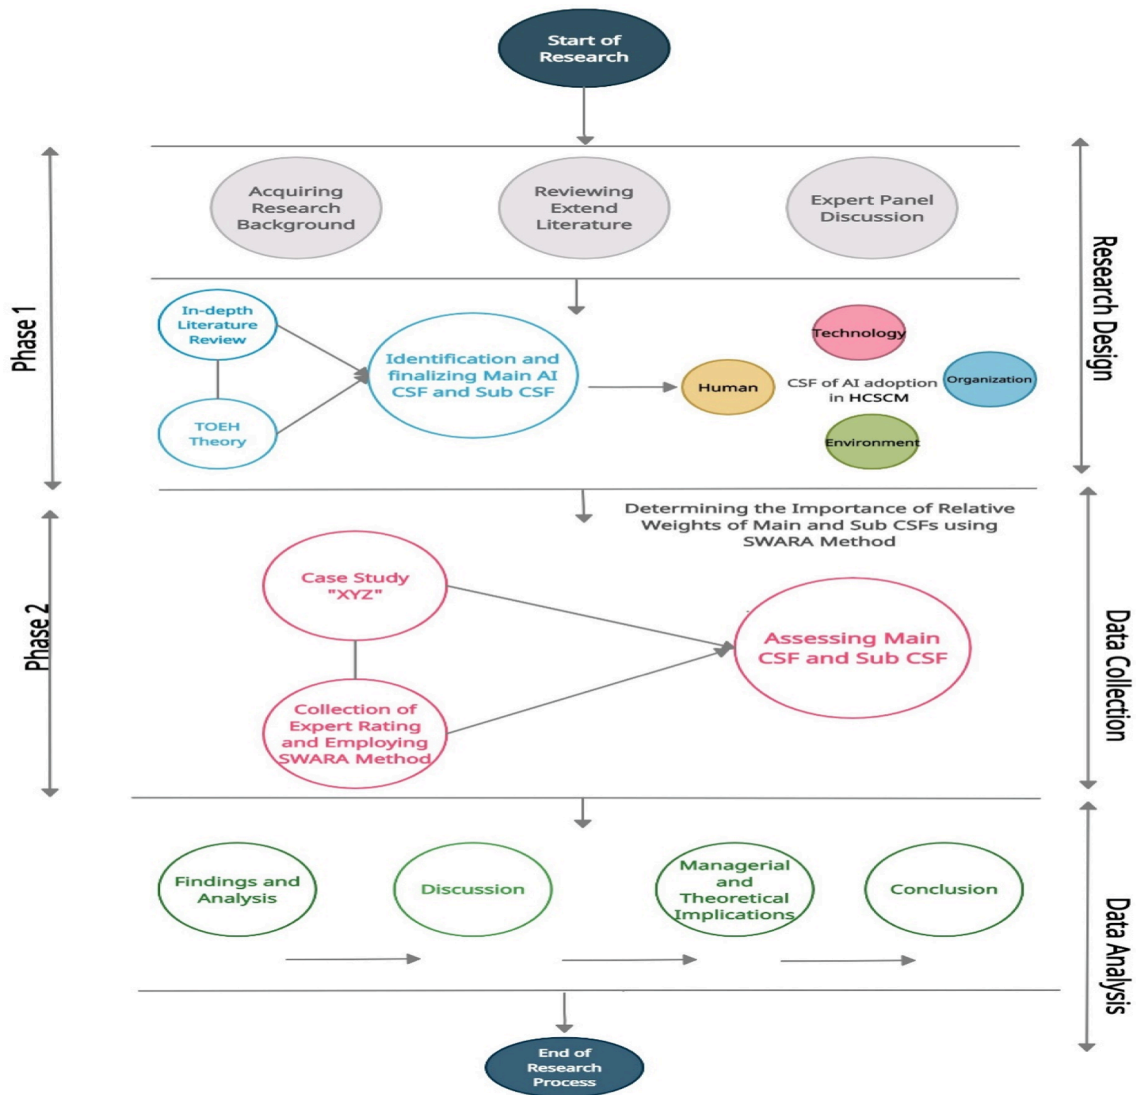 Start of
Research
Acquiring
Research
Background
Reviewing
Extend
Literature
Expert Panel
Discussion
Phase 1
Research Design
In-depth
Literature
Review
TOEH
Theory
Identification and
finalizing Main AI
CSF and Sub CSF
Human
Technology
CSF of AI adoption
in HCSCM
Organization
Environment
Determining the Importance of Relative
Weights of Main and Sub CSFs using
SWARA Method
Phase 2
Data Collection
Case Study
"XYZ"
Collection of
Expert Rating
and Employing
SWARA Method
Assessing Main
CSF and Sub CSF
Findings and
Analysis
Discussion
Managerial
and
Theoretical
Implications
Conclusion
Data Analysis
End of
Research
Process